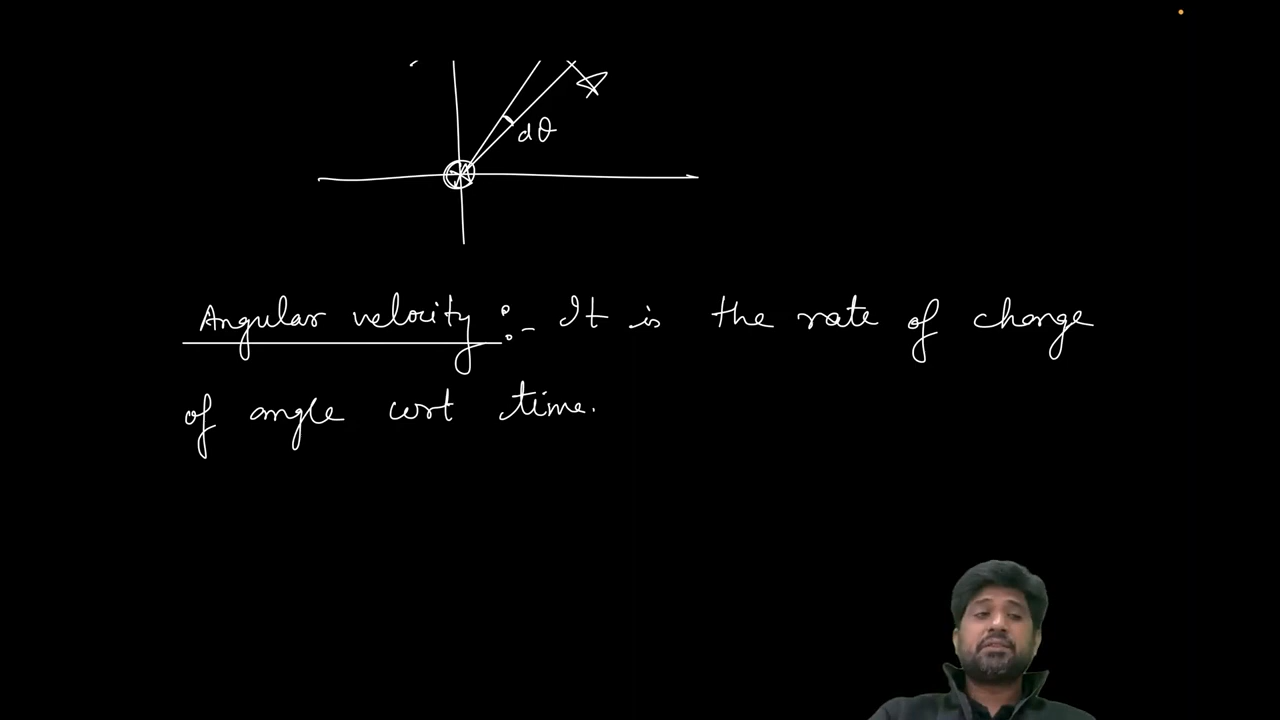 dθ
Angular velocity :- It is the rate of change
of angle wrt time.